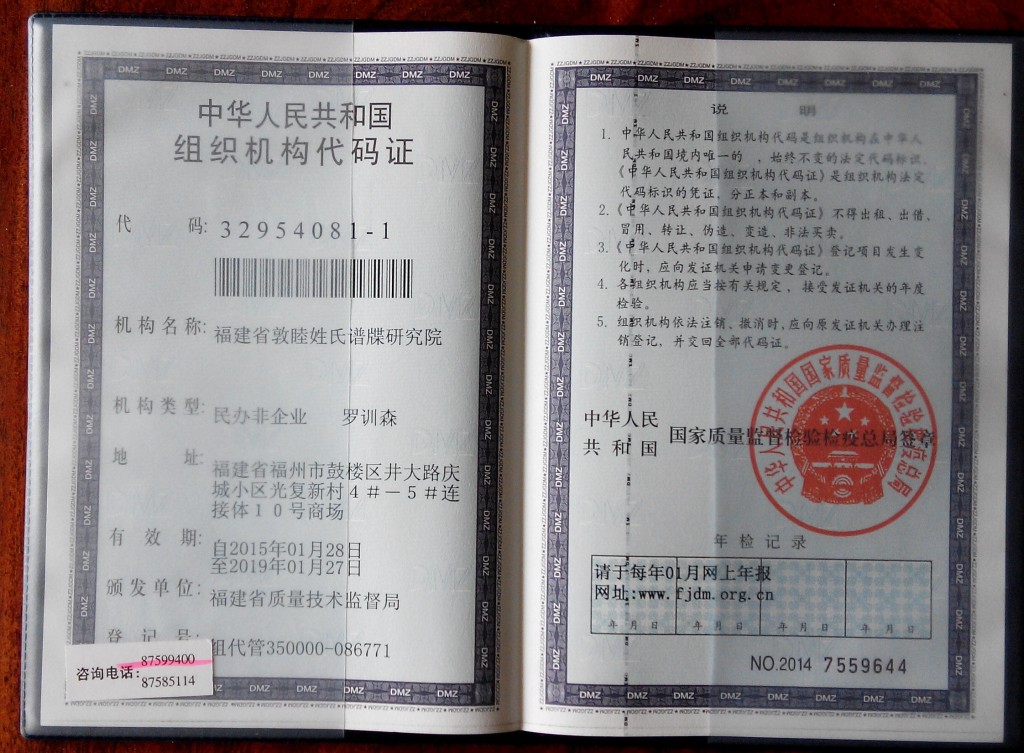 中华人民共和国
组织机构代码证
代 码: 32954081-1
机构名称: 福建省敦睦姓氏谱牒研究院
机构类型: 民办非企业 罗训森
地 址: 福建省福州市鼓楼区井大路庆
城小区光复新村4#-5#连
接体10号商场
有 效 期: 自2015年01月28日
至2019年01月27日
颁发单位: 福建省质量技术监督局
登 记 号: 组代管350000-086771
咨询电话: 87599400
87585114
说 明
1. 中华人民共和国组织机构代码是组织机构在中华人
民共和国境内唯一的 、始终不变的法定代码标识,
《中华人民共和国组织机构代码证》是组织机构法定
代码标识的凭证, 分正本和副本。
2.《中华人民共和国组织机构代码证》不得出租、出借、
冒用、转让、伪造、变造、非法买卖。
3.《中华人民共和国组织机构代码证》登记项目发生变
化时, 应向发证机关申请变更登记。
4. 各组织机构应当按有关规定 、接受发证机关的年度
检验。
5. 组织机构依法注销、撤消时,应向原发证机关办理注
销登记, 并交回全部代码证。
中华人民
共和国 国家质量监督检验检疫总局签章
中华人民共和国国家质量监督检验检疫总局
年检记录
请于每年01月网上年报
网址:www.fjdm.org.cn
年 月 日 年 月 日 年 月 日 年 月 日
NO.2014 7559644